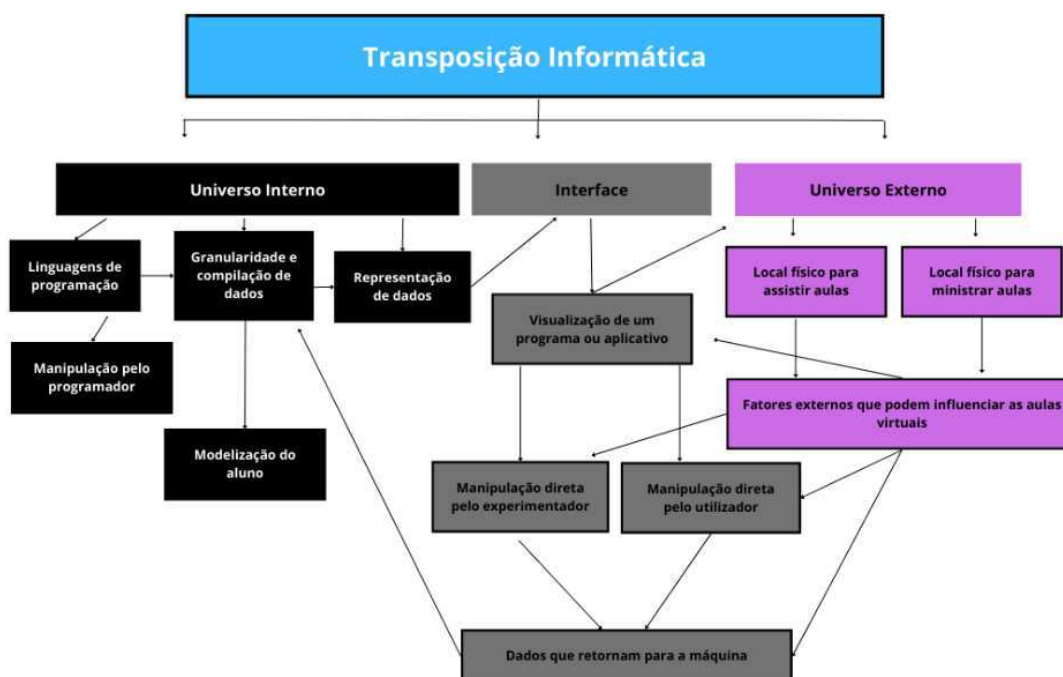 Transposição Informática
Universo Interno
Interface
Universo Externo
Linguagens de
programação
Granularidade e
compilação de
dados
Representação
de dados
Local físico para
assistir aulas
Local físico para
ministrar aulas
Visualização de um
programa ou aplicativo
Manipulação pelo
programador
Fatores externos que podem influenciar as aulas
virtuais
Modelização do
aluno
Manipulação direta
pelo experimentador
Manipulação direta
pelo utilizador
Dados que retornam para a máquina